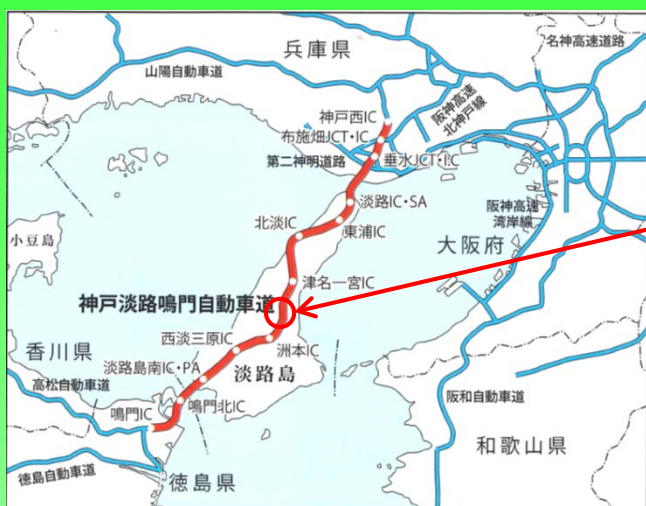 兵庫県
名神高速道路
山陽自動車道
神戸西IC
阪神高速
北神戸線
布施畑JCT・IC
第二神明道路
垂水JCT・IC
淡路IC・SA
阪神高速
湾岸線
北淡IC
東浦IC
小豆島
大阪府
津名一宮IC
神戸淡路鳴門自動車道
西淡三原IC
洲本IC
香川県
淡路島南IC・PA
淡路島
高松自動車道
阪和自動車道
鳴門IC
鳴門北IC
和歌山県
徳島自動車道
徳島県